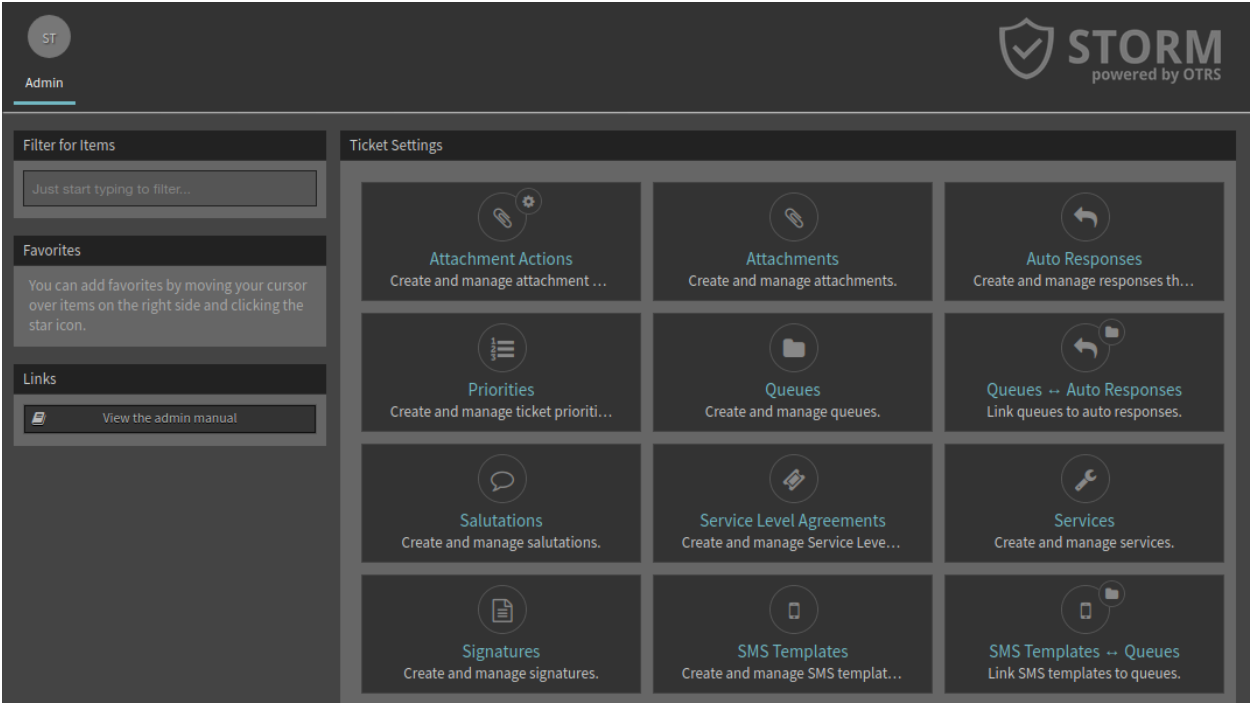 ST
Admin
STORM
powered by OTRS
Filter for Items
Just start typing to filter...
Favorites
You can add favorites by moving your cursor
over items on the right side and clicking the
star icon.
Links
View the admin manual
Ticket Settings
Attachment Actions
Create and manage attachment …
Attachments
Create and manage attachments.
Auto Responses
Create and manage responses th…
Priorities
Create and manage ticket prioriti…
Queues
Create and manage queues.
Queues ↔ Auto Responses
Link queues to auto responses.
Salutations
Create and manage salutations.
Service Level Agreements
Create and manage Service Leve…
Services
Create and manage services.
Signatures
Create and manage signatures.
SMS Templates
Create and manage SMS templat…
SMS Templates ↔ Queues
Link SMS templates to queues.